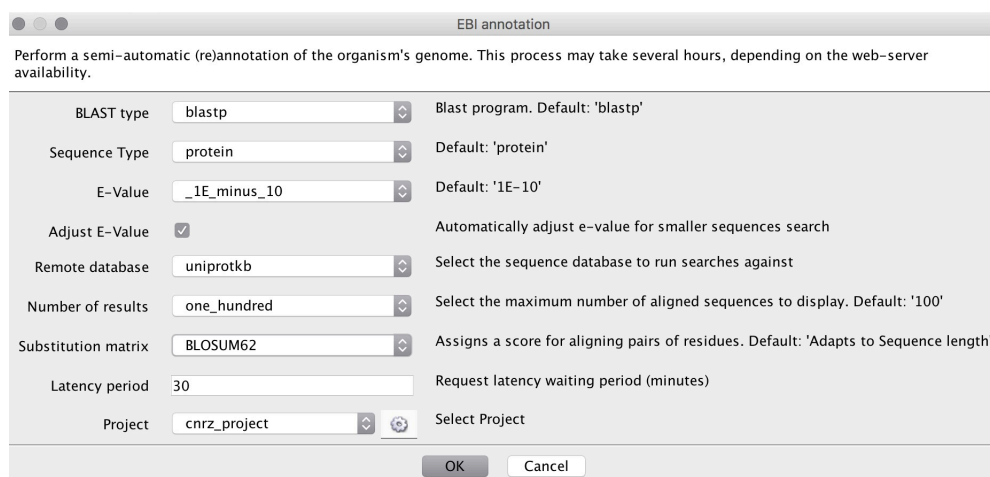 EBI annotation
Perform a semi-automatic (re)annotation of the organism's genome. This process may take several hours, depending on the web-server
availability.
BLAST type blastp Blast program. Default: 'blastp'
Sequence Type protein Default: 'protein'
E-Value _1E_minus_10 Default: '1E-10'
Adjust E-Value Automatically adjust e-value for smaller sequences search
Remote database uniprotkb Select the sequence database to run searches against
Number of results one_hundred Select the maximum number of aligned sequences to display. Default: '100'
Substitution matrix BLOSUM62 Assigns a score for aligning pairs of residues. Default: 'Adapts to Sequence length'
Latency period 30 Request latency waiting period (minutes)
Project cnrz_project Select Project
OK Cancel